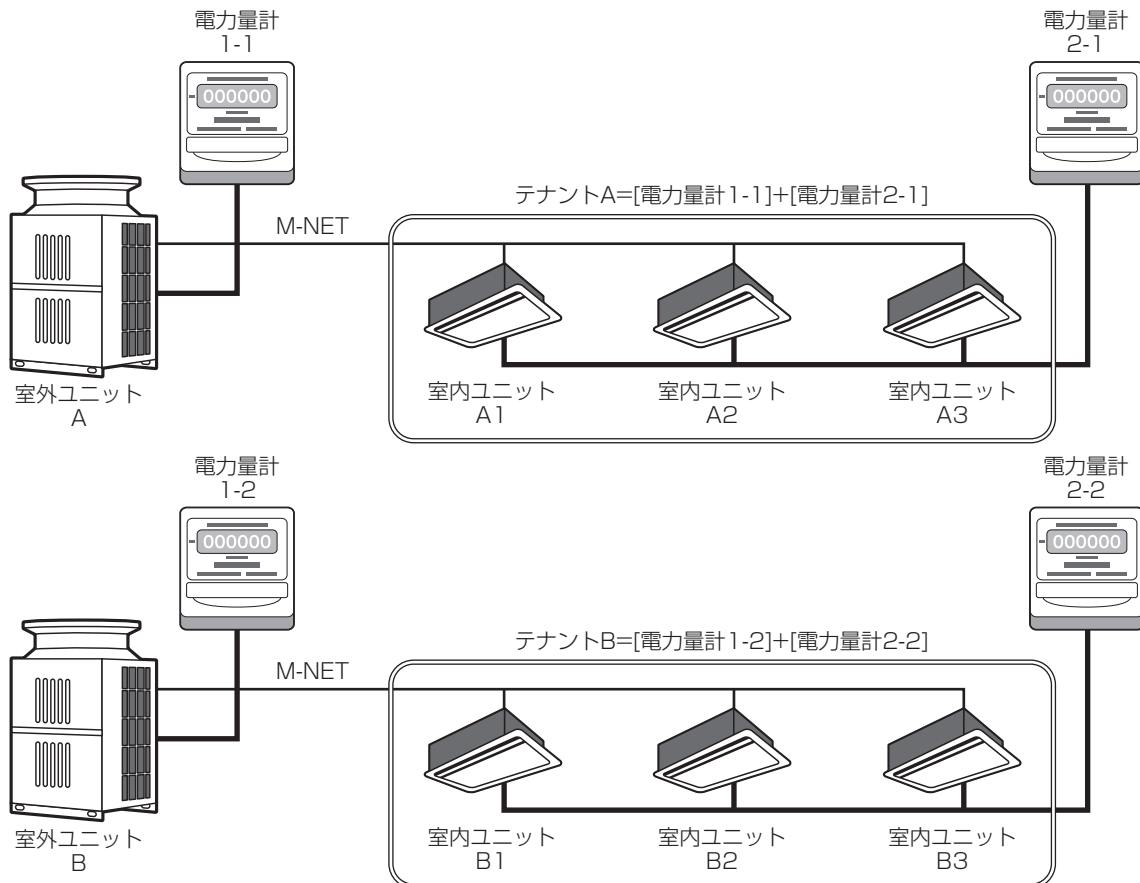 電力量計
1-1
電力量計
2-1
000000
000000
テナントA=[電力量計1-1]+[電力量計2-1]
M-NET
室外ユニット
A
室内ユニット
A1
室内ユニット
A2
室内ユニット
A3
電力量計
1-2
電力量計
2-2
000000
000000
テナントB=[電力量計1-2]+[電力量計2-2]
M-NET
室外ユニット
B
室内ユニット
B1
室内ユニット
B2
室内ユニット
B3